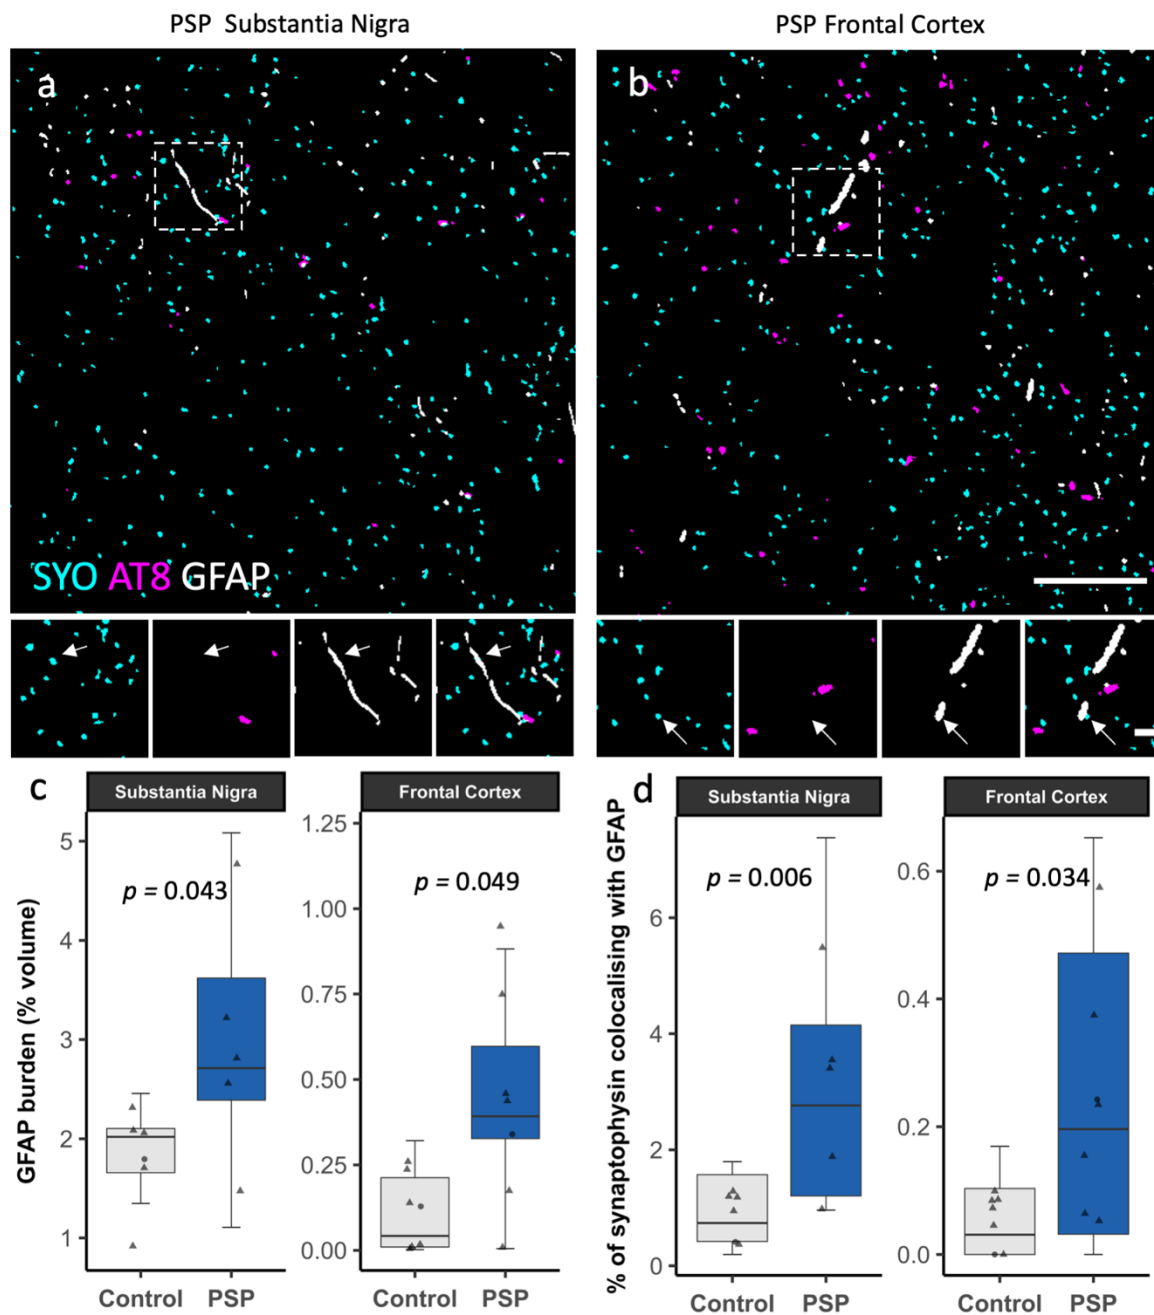 PSP Substantia Nigra
PSP Frontal Cortex
a
b
SYO AT8 GFAP
c
d
Substantia Nigra
Frontal Cortex
Substantia Nigra
Frontal Cortex
GFAP burden (% volume)
5
4
3
2
1
p = 0.043
1.25
1.00
0.75
0.50
0.25
0.00
p = 0.049
% of synaptophysin colocalising with GFAP
6
4
2
0
p = 0.006
0.6
0.4
0.2
0.0
p = 0.034
Control PSP
Control PSP
Control PSP
Control PSP